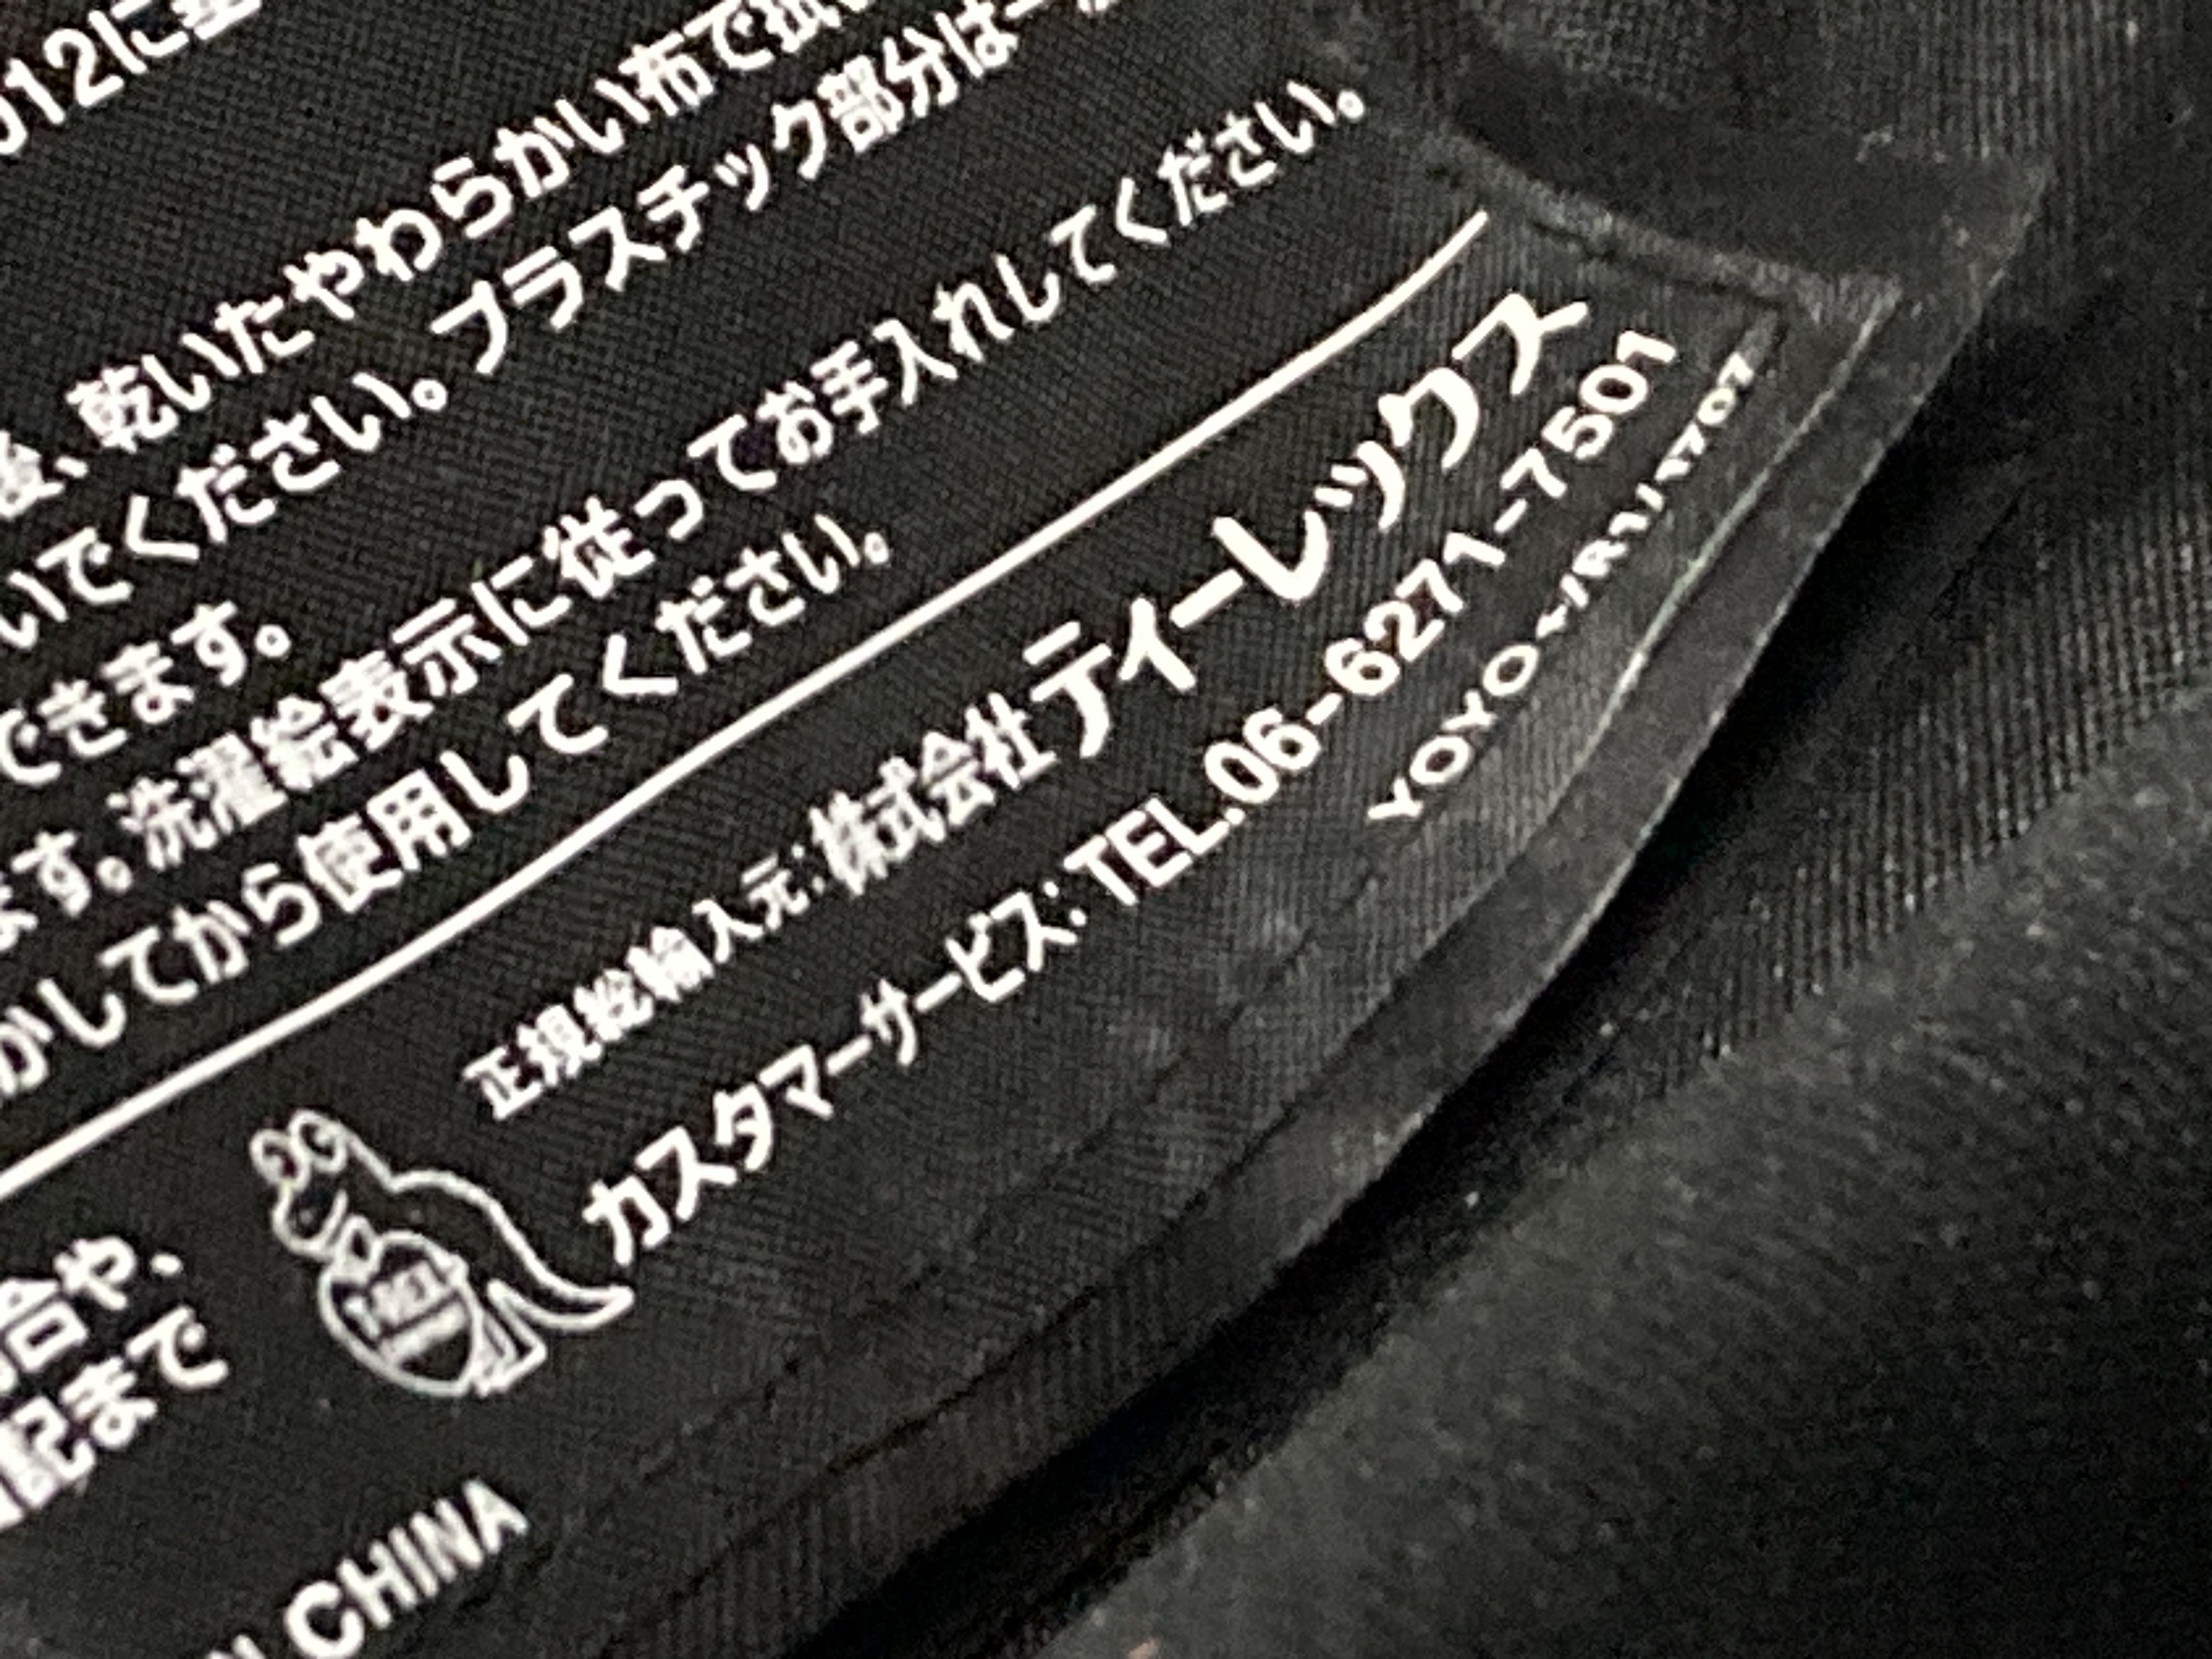 012に
乾いたやわらかい布で拭い
いでください。プラスチック部分は
できます。
ます。洗濯絵表示に従ってお手入れしてください。
かしてから使用してください。
正規総輸入元:株式会社ティーレックス
カスタマーサービス:TEL.06-6271-7501
合や、
記まで
CHINA